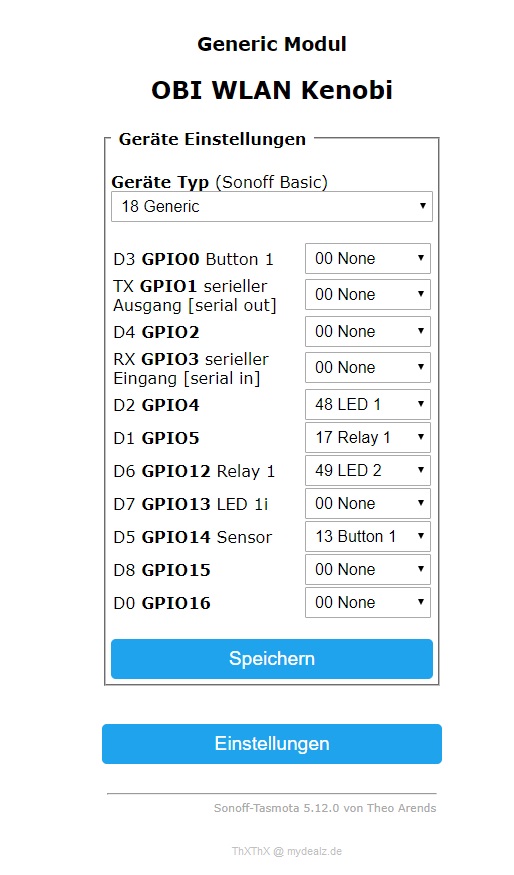 Generic Modul
OBI WLAN Kenobi
Geräte Einstellungen
Geräte Typ (Sonoff Basic)
18 Generic
D3 GPIO0 Button 1 00 None
TX GPIO1 serieller
Ausgang [serial out] 00 None
D4 GPIO2 00 None
RX GPIO3 serieller
Eingang [serial in] 00 None
D2 GPIO4 48 LED 1
D1 GPIO5 17 Relay 1
D6 GPIO12 Relay 1 49 LED 2
D7 GPIO13 LED 1i 00 None
D5 GPIO14 Sensor 13 Button 1
D8 GPIO15 00 None
D0 GPIO16 00 None
Speichern
Einstellungen
Sonoff-Tasmota 5.12.0 von Theo Arends
ThXThX @ mydealz.de